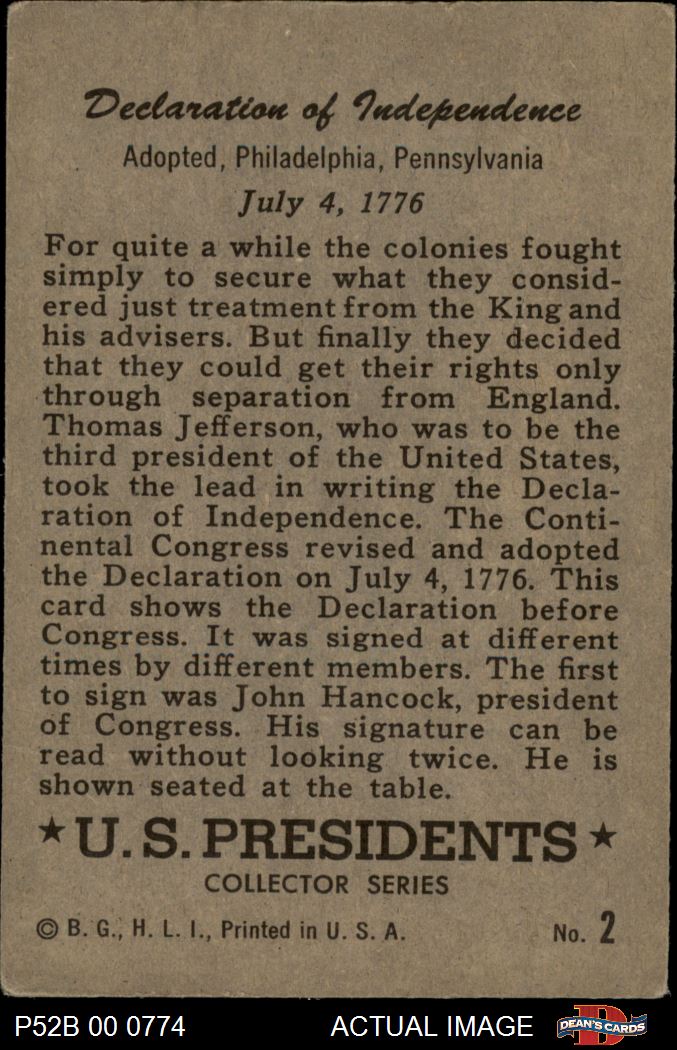 Declaration of Independence
Adopted, Philadelphia, Pennsylvania
July 4, 1776
For quite a while the colonies fought
simply to secure what they consid-
ered just treatment from the King and
his advisers. But finally they decided
that they could get their rights only
through separation from England.
Thomas Jefferson, who was to be the
third president of the United States,
took the lead in writing the Decla-
ration of Independence. The Conti-
nental Congress revised and adopted
the Declaration on July 4, 1776. This
card shows the Declaration before
Congress. It was signed at different
times by different members. The first
to sign was John Hancock, president
of Congress. His signature can be
read without looking twice. He is
shown seated at the table.
★ U. S. PRESIDENTS ★
COLLECTOR SERIES
© B. G., H. L. I., Printed in U. S. A. No. 2
P52B 00 0774 ACTUAL IMAGE D DEAN'S CARDS